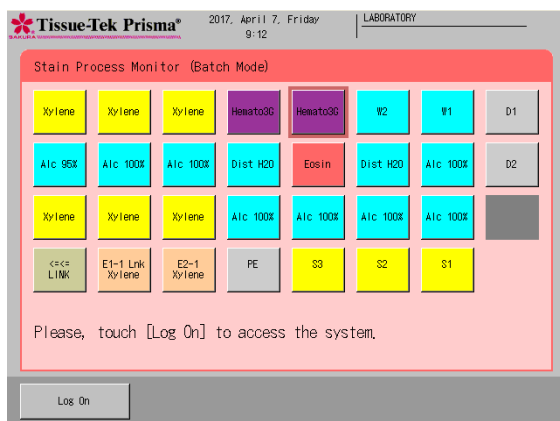 Tissue-Tek Prisma®
SAKURA
2017, April 7, Friday
9:12
LABORATORY
Stain Process Monitor (Batch Mode)
Xylene Xylene Xylene Hemato3G Hemato3G W2 W1 D1
Alc 95% Alc 100% Alc 100% Dist H20 Eosin Dist H20 Alc 100% D2
Xylene Xylene Xylene Alc 100% Alc 100% Alc 100% Alc 100%
<=<= E1-1 Lnk E2-1 PE S3 S2 S1
LINK Xylene Xylene
Please, touch [Log On] to access the system.
Log On